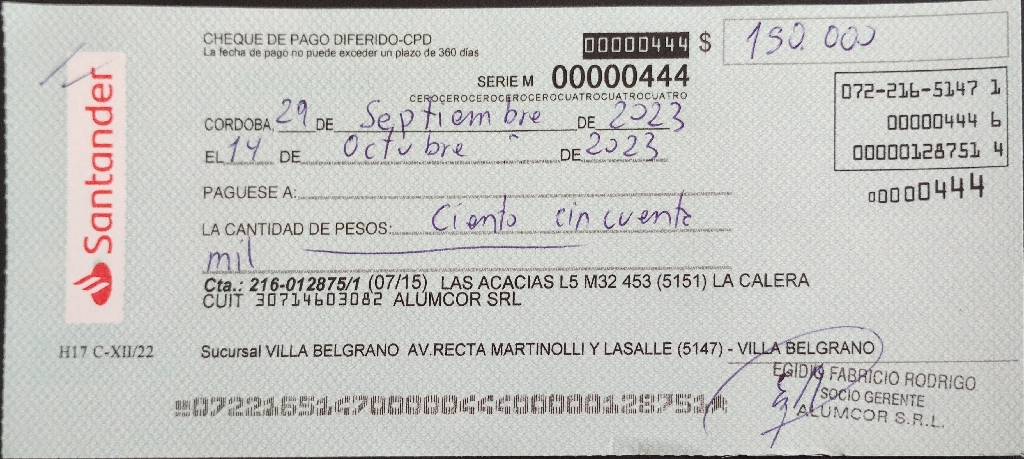 CHEQUE DE PAGO DIFERIDO-CPD
La fecha de pago no puede exceder un plazo de 360 días
00000444 $ 150.000
SERIE M 00000444
CEROCEROCEROCEROCEROCUATROCUATROCUATRO
072-216-5147 1
00000444 6
00000128751 4
00000444
CORDOBA, 29 DE Septiembre DE 2023
EL 14 DE Octubre DE 2023
PAGUESE A:
LA CANTIDAD DE PESOS: Ciento cincuenta
mil
Cta.: 216-012875/1 (07/15) LAS ACACIAS L5 M32 453 (5151) LA CALERA
CUIT 30714603082 ALUMCOR SRL
Santander
H17 C-XII/22
Sucursal VILLA BELGRANO AV.RECTA MARTINOLLI Y LASALLE (5147) - VILLA BELGRANO
EGIDIO FABRICIO RODRIGO
SOCIO GERENTE
ALUMCOR S.R.L.
072216514700000444000001287514